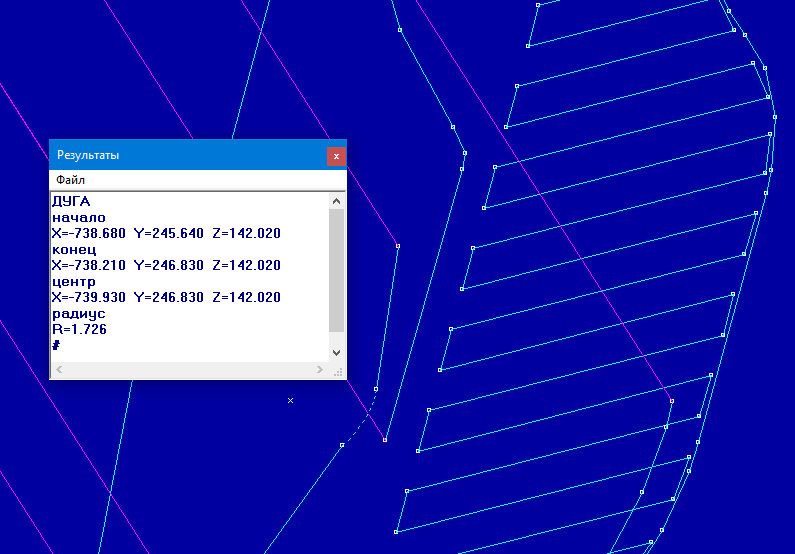 Результаты
Файл
ДУГА
начало
X=-738.680 Y=245.640 Z=142.020
конец
X=-738.210 Y=246.830 Z=142.020
центр
X=-739.930 Y=246.830 Z=142.020
радиус
R=1.726
#